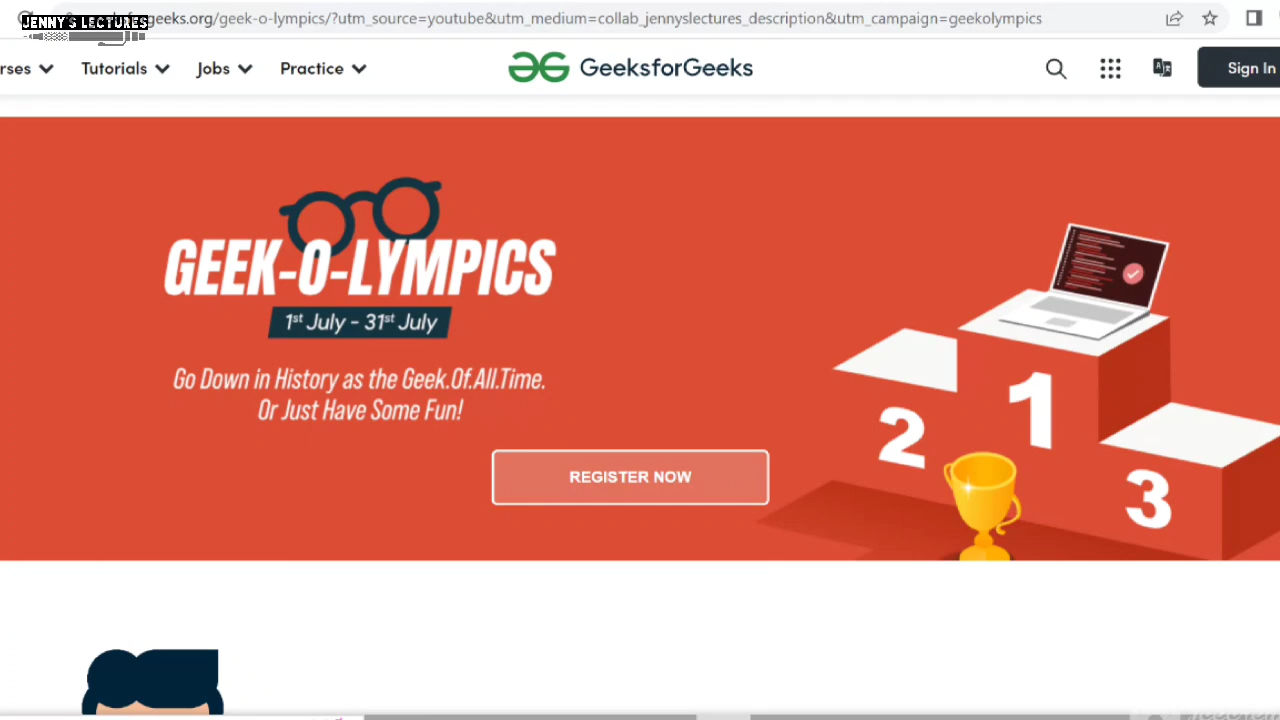 JENNY'S LECTURES
geeks.org/geek-o-lympics/?utm_source=youtube&utm_medium=collab_jennyslectures_description&utm_campaign=geekolympics
rses Tutorials Jobs Practice GeeksforGeeks Sign In
GEEK-O-LYMPICS
1st July - 31st July
Go Down in History as the Geek.Of.All.Time.
Or Just Have Some Fun!
REGISTER NOW
1
2
3